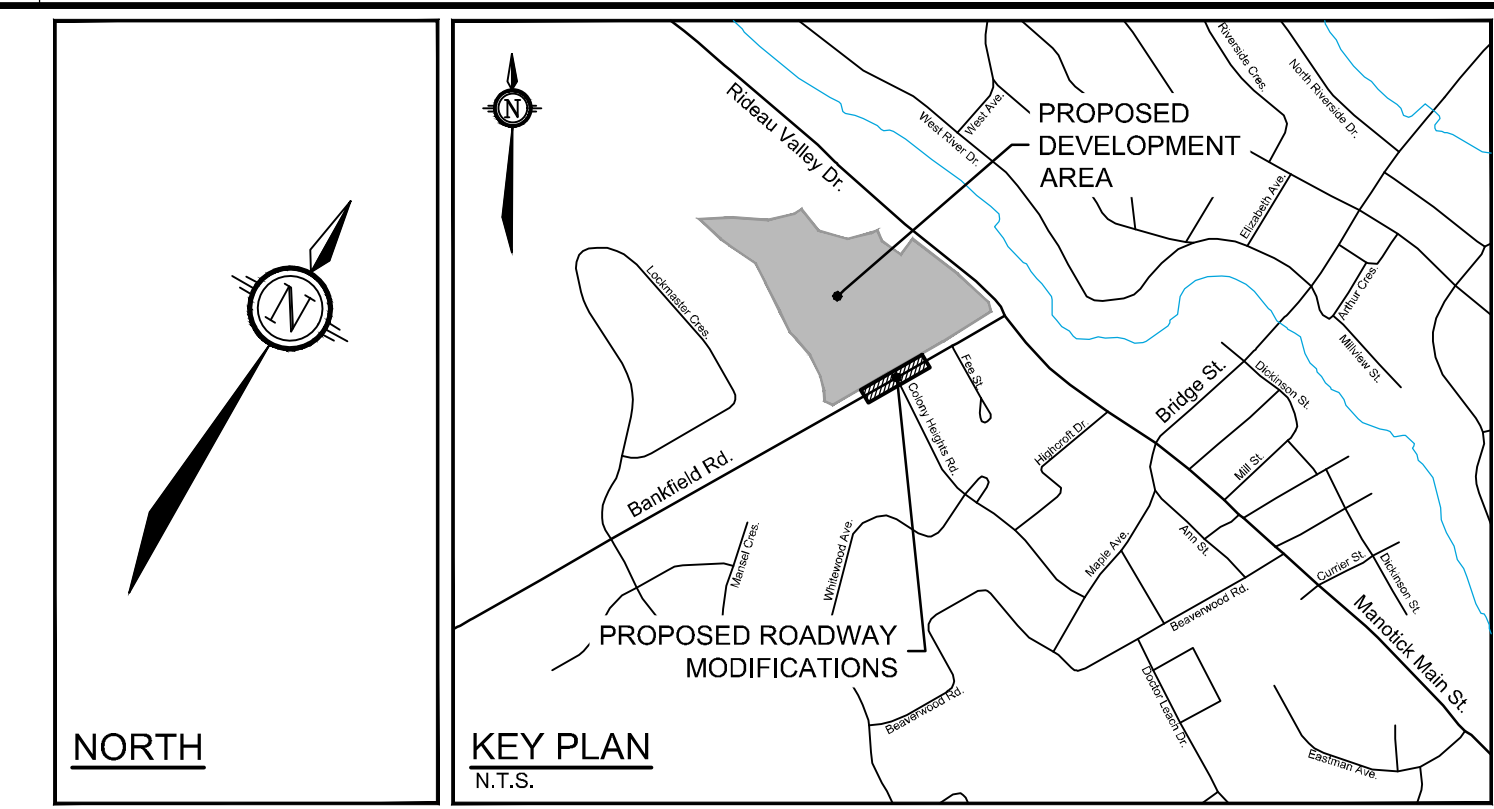 N
NORTH
N
KEY PLAN
N.T.S.
Rideau Valley Dr.
West River Dr.
West Ave.
Riverside Cres.
North Riverside Dr.
PROPOSED
DEVELOPMENT
AREA
Elizabeth Ave.
Arthur Cres.
Millview St.
Lockmaster Cres.
Bankfield Rd.
Fee St.
Colony Heights Rd.
Highcroft Dr.
Bridge St.
Dickinson St.
Mill St.
Mansel Cres.
Whitewood Ave.
Maple Ave.
Ann St.
Currier St.
Dickinson St.
Beaverwood Rd.
PROPOSED ROADWAY
MODIFICATIONS
Manotick Main St.
Beaverwood Rd.
Doctor Leach Dr.
Eastman Ave.